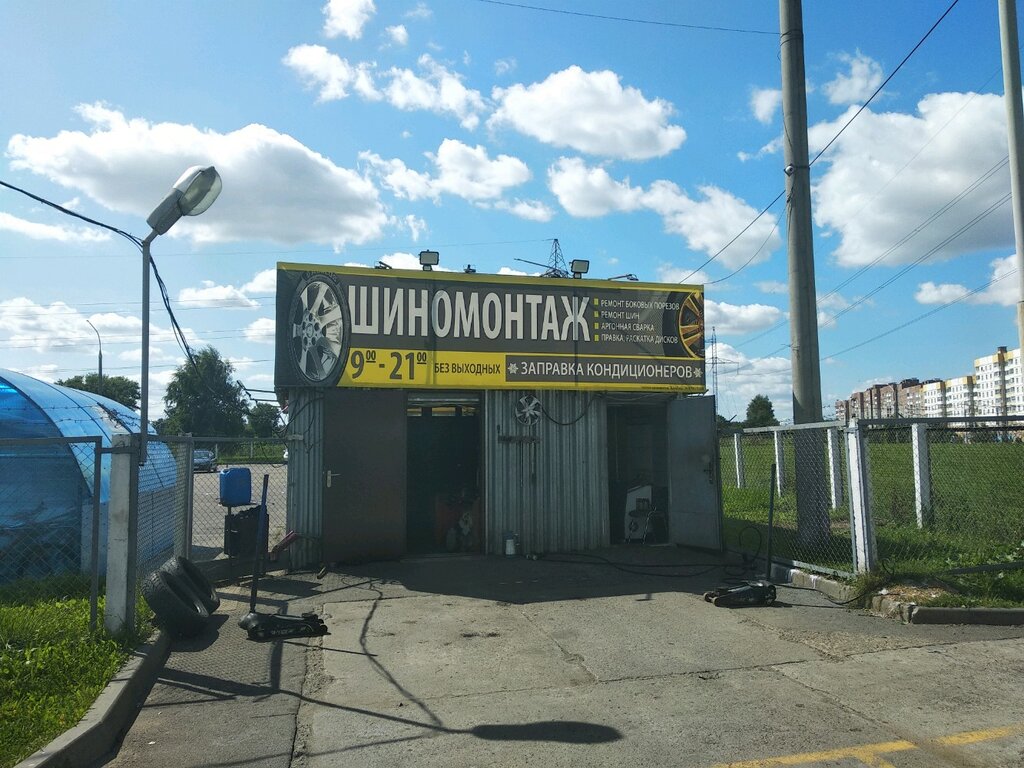 ШИНОМОНТАЖ
РЕМОНТ БОКОВЫХ ПОРЕЗОВ
РЕМОНТ ШИН
АРГОННАЯ СВАРКА
ПРАВКА, РАСКАТКА ДИСКОВ
9⁰⁰-21⁰⁰ БЕЗ ВЫХОДНЫХ
ЗАПРАВКА КОНДИЦИОНЕРОВ